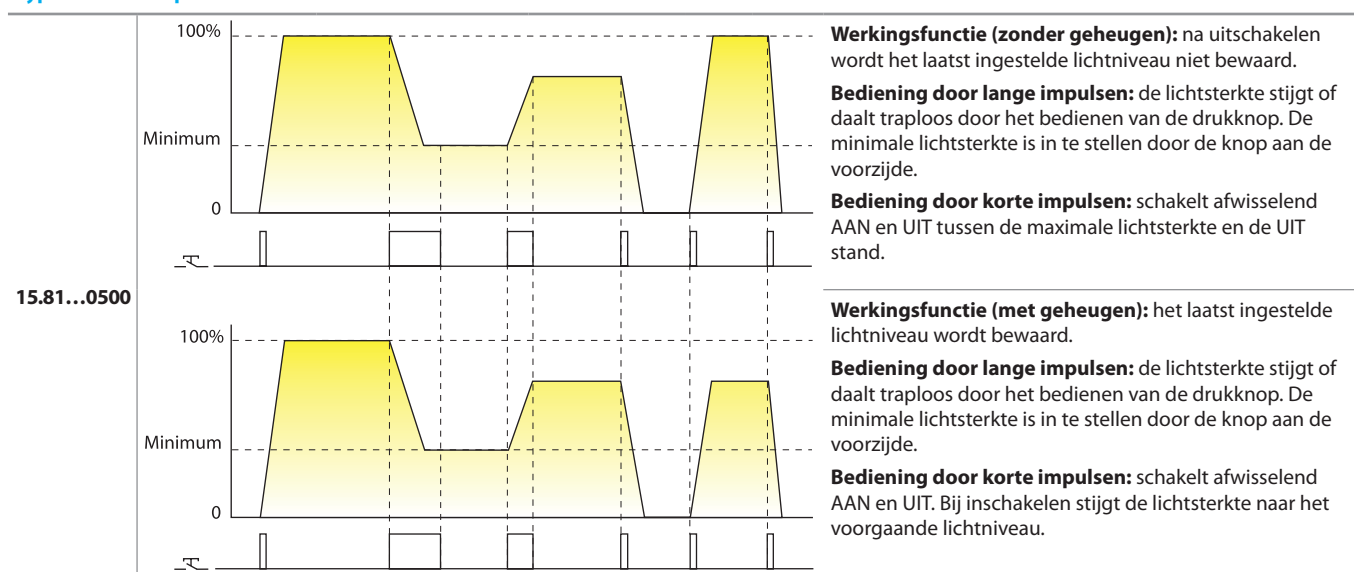 100%
Minimum
0
Werkingsfunctie (zonder geheugen): na uitschakelen
wordt het laatst ingestelde lichtniveau niet bewaard.
Bediening door lange impulsen: de lichtsterkte stijgt of
daalt traploos door het bedienen van de drukknop. De
minimale lichtsterkte is in te stellen door de knop aan de
voorzijde.
Bediening door korte impulsen: schakelt afwisselend
AAN en UIT tussen de maximale lichtsterkte en de UIT
stand.
15.81…0500
100%
Minimum
0
Werkingsfunctie (met geheugen): het laatst ingestelde
lichtniveau wordt bewaard.
Bediening door lange impulsen: de lichtsterkte stijgt of
daalt traploos door het bedienen van de drukknop. De
minimale lichtsterkte is in te stellen door de knop aan de
voorzijde.
Bediening door korte impulsen: schakelt afwisselend
AAN en UIT. Bij inschakelen stijgt de lichtsterkte naar het
voorgaande lichtniveau.